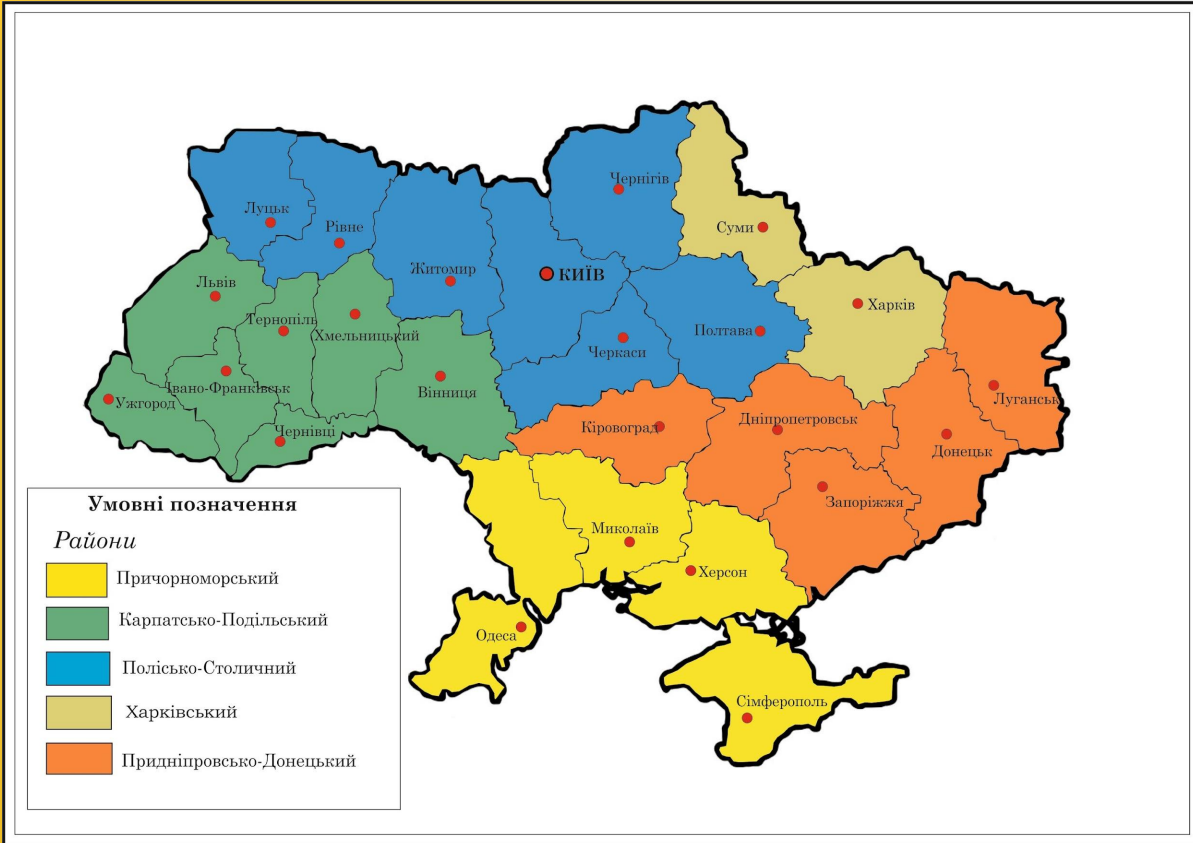 Чернігів
Луцьк
Рівне
Суми
Житомир
КИЇВ
Львів
Харків
Тернопіль
Хмельницький
Черкаси
Полтава
Івано-Франківськ
Вінниця
Ужгород
Луганськ
Чернівці
Кіровоград
Дніпропетровськ
Донецьк
Запоріжжя
Миколаїв
Херсон
Одеса
Сімферополь
Умовні позначення
Райони
Причорноморський
Карпатсько-Подільський
Полісько-Столичний
Харківський
Придніпровсько-Донецький